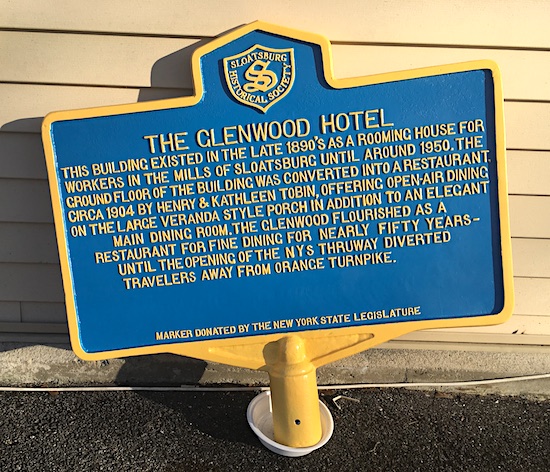 SLOATSBURG
HISTORICAL SOCIETY
THE GLENWOOD HOTEL
THIS BUILDING EXISTED IN THE LATE 1890'S AS A ROOMING HOUSE FOR
WORKERS IN THE MILLS OF SLOATSBURG UNTIL AROUND 1950. THE
GROUND FLOOR OF THE BUILDING WAS CONVERTED INTO A RESTAURANT
CIRCA 1904 BY HENRY & KATHLEEN TOBIN, OFFERING OPEN-AIR DINING
ON THE LARGE VERANDA STYLE PORCH IN ADDITION TO AN ELEGANT
MAIN DINING ROOM. THE GLENWOOD FLOURISHED AS A
RESTAURANT FOR FINE DINING FOR NEARLY FIFTY YEARS-
UNTIL THE OPENING OF THE NYS THRUWAY DIVERTED
TRAVELERS AWAY FROM ORANGE TURNPIKE.
MARKER DONATED BY THE NEW YORK STATE LEGISLATURE